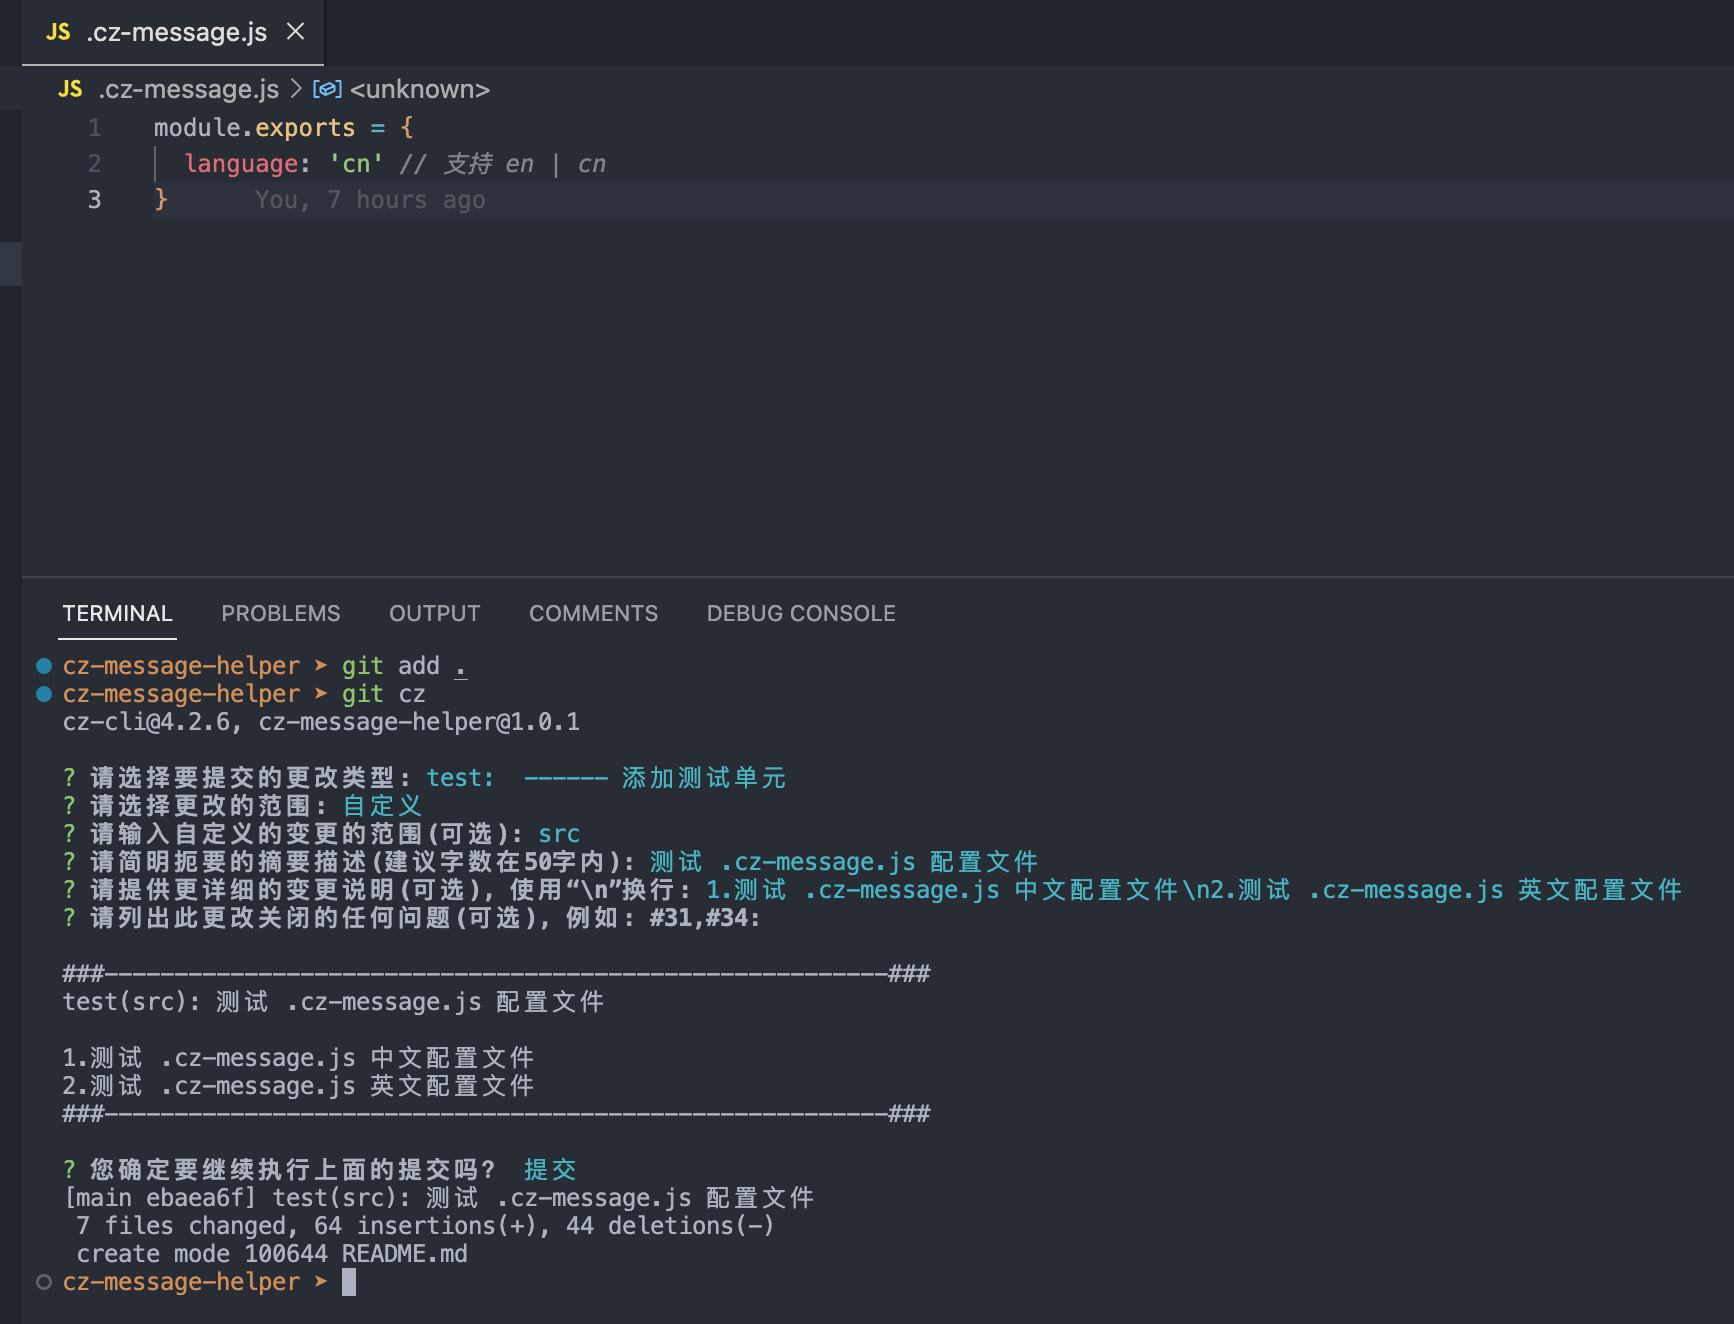 JS .cz-message.js
JS .cz-message.js > <unknown>
1 module.exports = {
2 language: 'cn' // 支持 en | cn
3 } You, 7 hours ago
TERMINAL PROBLEMS OUTPUT COMMENTS DEBUG CONSOLE
cz-message-helper ➤ git add .
cz-message-helper ➤ git cz
cz-cli@4.2.6, cz-message-helper@1.0.1
? 请选择要提交的更改类型: test: ------ 添加测试单元
? 请选择更改的范围: 自定义
? 请输入自定义的变更的范围(可选): src
? 请简明扼要的摘要描述(建议字数在50字内): 测试 .cz-message.js 配置文件
? 请提供更详细的变更说明(可选), 使用“\n”换行: 1.测试 .cz-message.js 中文配置文件\n2.测试 .cz-message.js 英文配置文件
? 请列出此更改关闭的任何问题(可选), 例如: #31,#34:
###--------------------------------------------------------###
test(src): 测试 .cz-message.js 配置文件
1.测试 .cz-message.js 中文配置文件
2.测试 .cz-message.js 英文配置文件
###--------------------------------------------------------###
? 您确定要继续执行上面的提交吗? 提交
[main ebaea6f] test(src): 测试 .cz-message.js 配置文件
7 files changed, 64 insertions(+), 44 deletions(-)
create mode 100644 README.md
cz-message-helper ➤